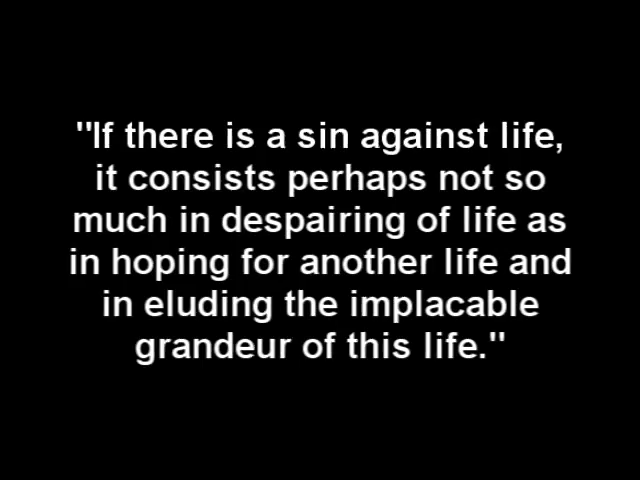 "If there is a sin against life,
it consists perhaps not so
much in despairing of life as
in hoping for another life and
in eluding the implacable
grandeur of this life."